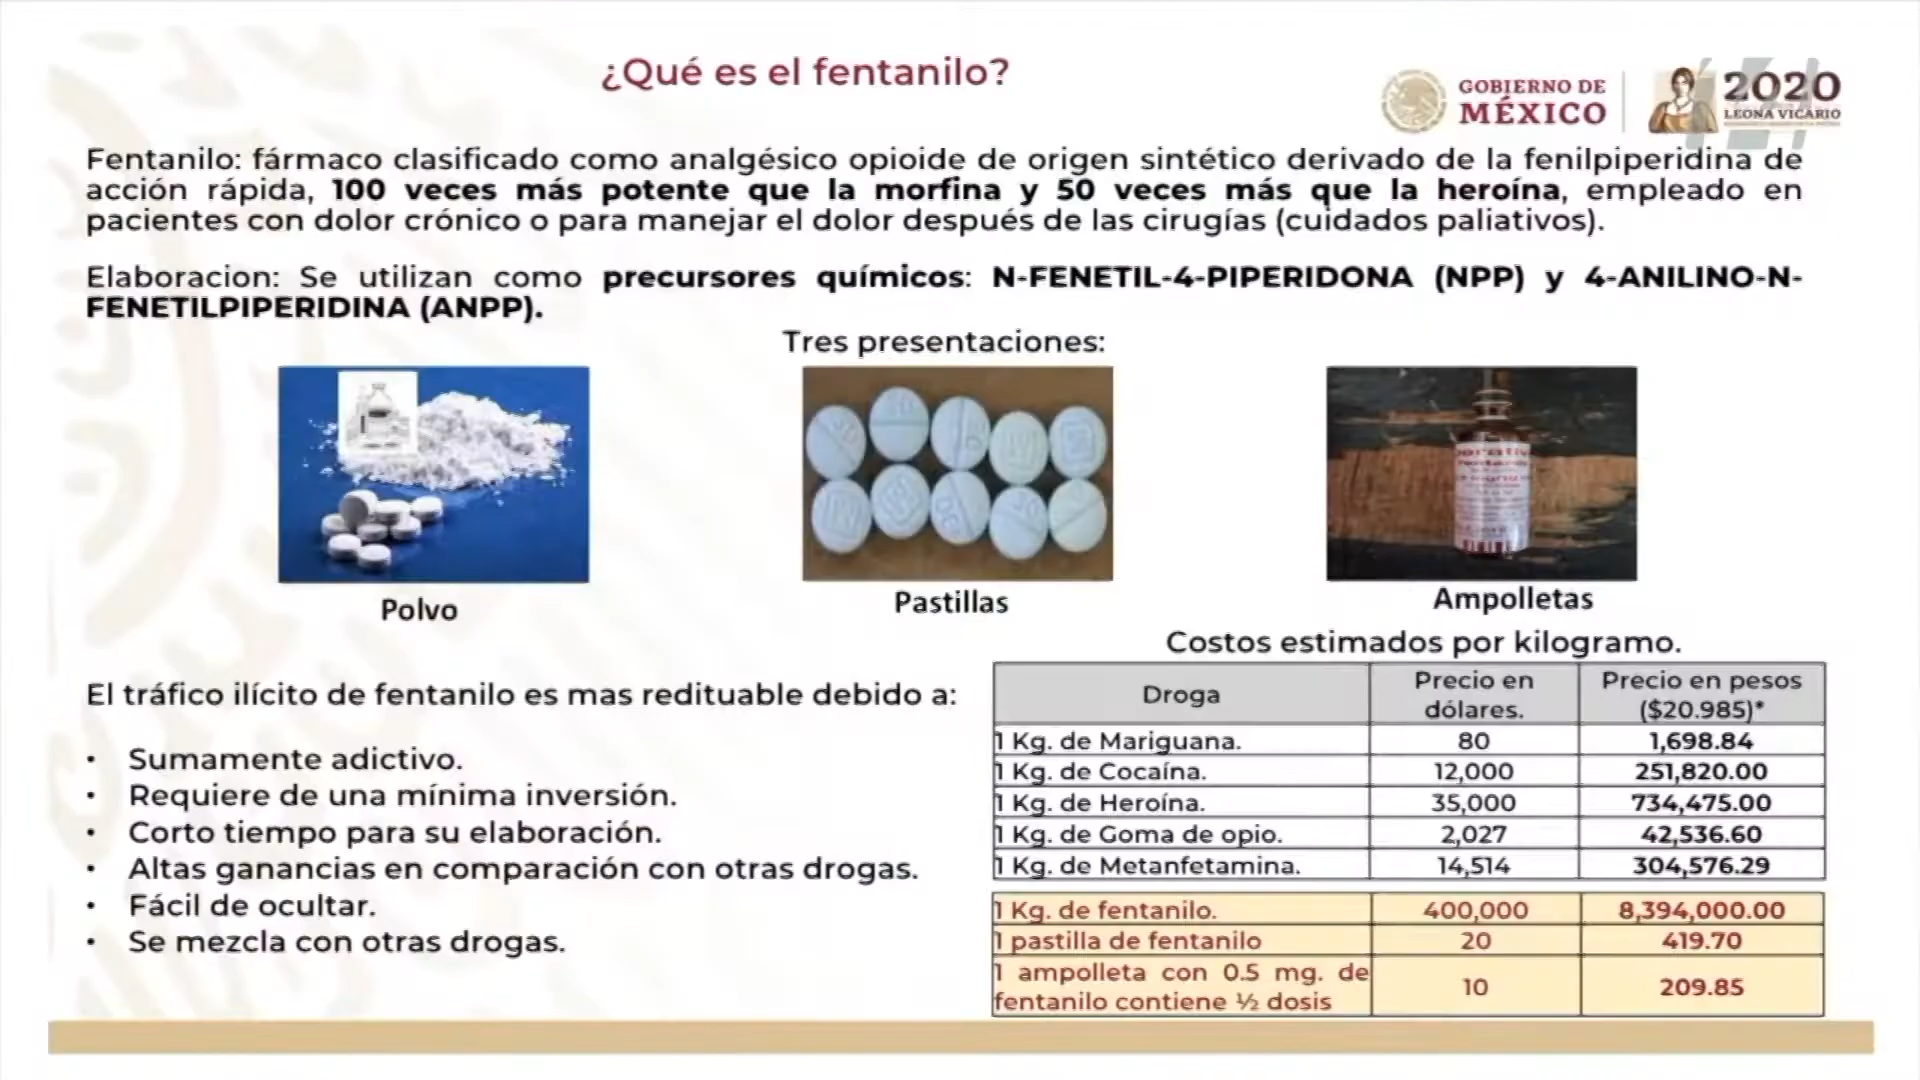 ¿Qué es el fentanilo?
GOBIERNO DE
MÉXICO
2020
LEONA VICARIO
Fentanilo: fármaco clasificado como analgésico opioide de origen sintético derivado de la fenilpiperidina de
acción rápida, 100 veces más potente que la morfina y 50 veces más que la heroína, empleado en
pacientes con dolor crónico o para manejar el dolor después de las cirugías (cuidados paliativos).
Elaboracion: Se utilizan como precursores químicos: N-FENETIL-4-PIPERIDONA (NPP) y 4-ANILINO-N-
FENETILPIPERIDINA (ANPP).
Tres presentaciones:
Polvo
Pastillas
Ampolletas
El tráfico ilícito de fentanilo es mas redituable debido a:
• Sumamente adictivo.
• Requiere de una mínima inversión.
• Corto tiempo para su elaboración.
• Altas ganancias en comparación con otras drogas.
• Fácil de ocultar.
• Se mezcla con otras drogas.
Costos estimados por kilogramo.
Droga Precio en dólares. Precio en pesos ($20.985)*
1 Kg. de Mariguana. 80 1,698.84
1 Kg. de Cocaína. 12,000 251,820.00
1 Kg. de Heroína. 35,000 734,475.00
1 Kg. de Goma de opio. 2,027 42,536.60
1 Kg. de Metanfetamina. 14,514 304,576.29
1 Kg. de fentanilo. 400,000 8,394,000.00
1 pastilla de fentanilo 20 419.70
1 ampolleta con 0.5 mg. de
fentanilo contiene ½ dosis 10 209.85